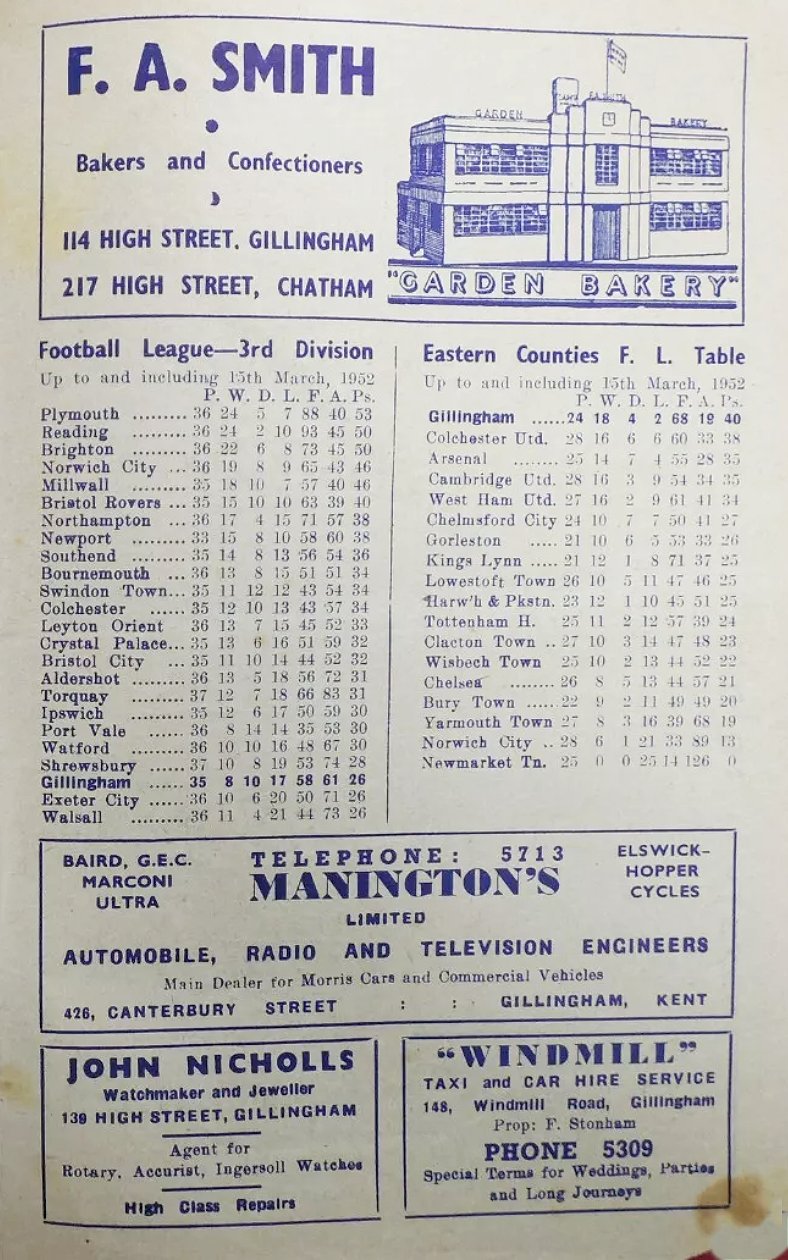 F. A. SMITH
Bakers and Confectioners
114 HIGH STREET. GILLINGHAM
217 HIGH STREET, CHATHAM
GARDEN
BAKERY
"GARDEN BAKERY"
Football League—3rd Division
Up to and including 15th March, 1952
P. W. D. L. F. A. Ps.
Plymouth ......... 36 24 5 7 88 40 53
Reading ......... 36 24 2 10 93 45 50
Brighton ......... 36 22 6 8 73 45 50
Norwich City ... 36 19 8 9 65 43 46
Millwall ......... 35 18 10 7 57 40 46
Bristol Rovers ... 35 15 10 10 63 39 40
Northampton ... 36 17 4 15 71 57 38
Newport ......... 33 15 8 10 58 60 38
Southend ......... 35 14 8 13 56 54 36
Bournemouth ... 36 13 8 15 51 51 34
Swindon Town... 35 11 12 12 43 54 34
Colchester ...... 35 12 10 13 43 57 34
Leyton Orient 36 13 7 15 45 52 33
Crystal Palace... 35 13 6 16 51 59 32
Bristol City ... 35 11 10 14 44 52 32
Aldershot ......... 36 13 5 18 56 72 31
Torquay ......... 37 12 7 18 66 83 31
Ipswich ......... 35 12 6 17 50 59 30
Port Vale ...... 36 8 14 14 35 53 30
Watford ......... 36 10 10 16 48 67 30
Shrewsbury ...... 37 10 8 19 53 74 28
Gillingham ...... 35 8 10 17 58 61 26
Exeter City ...... 36 10 6 20 50 71 26
Walsall ......... 36 11 4 21 44 73 26
Eastern Counties F. L. Table
Up to and including 15th March, 1952
P. W. D. L. F. A. Ps.
Gillingham ......24 18 4 2 68 19 40
Colchester Utd. 28 16 6 6 60 33 38
Arsenal ........ 25 14 7 4 55 28 35
Cambridge Utd. 28 16 3 9 54 34 35
West Ham Utd. 27 16 2 9 61 41 34
Chelmsford City 24 10 7 7 50 41 27
Gorleston ..... 21 10 6 5 53 33 26
Kings Lynn ..... 21 12 1 8 71 37 25
Lowestoft Town 26 10 5 11 47 46 25
Harw'h & Pkstn. 23 12 1 10 45 51 25
Tottenham H. 25 11 2 12 57 39 24
Clacton Town .. 27 10 3 14 47 48 23
Wisbech Town 25 10 2 13 44 52 22
Chelsea ........ 26 8 5 13 44 57 21
Bury Town ...... 22 9 2 11 49 49 20
Yarmouth Town 27 8 3 16 39 68 19
Norwich City .. 28 6 1 21 33 89 13
Newmarket Tn. 25 0 0 25 14 126 0
BAIRD, G.E.C.
MARCONI
ULTRA
TELEPHONE: 5713
MANINGTON'S
LIMITED
ELSWICK-
HOPPER
CYCLES
AUTOMOBILE, RADIO AND TELEVISION ENGINEERS
Main Dealer for Morris Cars and Commercial Vehicles
426, CANTERBURY STREET : : GILLINGHAM, KENT
JOHN NICHOLLS
Watchmaker and Jeweller
139 HIGH STREET, GILLINGHAM
Agent for
Rotary, Accurist, Ingersoll Watches
High Class Repairs
"WINDMILL"
TAXI and CAR HIRE SERVICE
148, Windmill Road, Gillingham
Prop: F. Stonham
PHONE 5309
Special Terms for Weddings, Parties
and Long Journeys